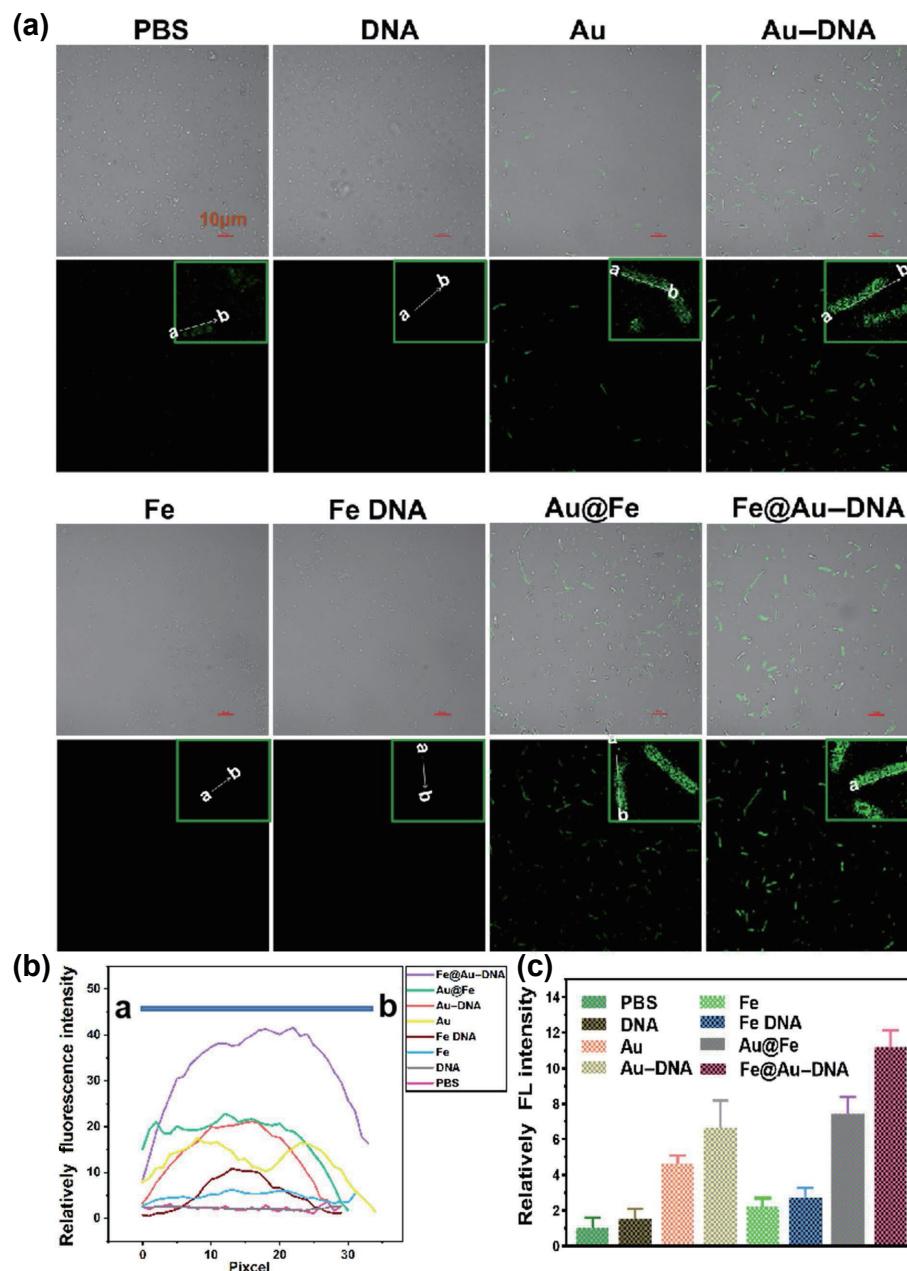 (a)
PBS DNA Au Au–DNA
10μm
a b a b a b a b
Fe Fe DNA Au@Fe Fe@Au–DNA
a b a b a b a
(b)
Relatively fluorescence intensity
50
40
30
20
10
0
0 10 20 30
Pixcel
a b
Fe@Au–DNA
Au@Fe
Au–DNA
Au
Fe DNA
Fe
DNA
PBS
(c)
Relatively FL intensity
14
12
10
8
6
4
2
0
PBS Fe
DNA Fe DNA
Au Au@Fe
Au–DNA Fe@Au–DNA